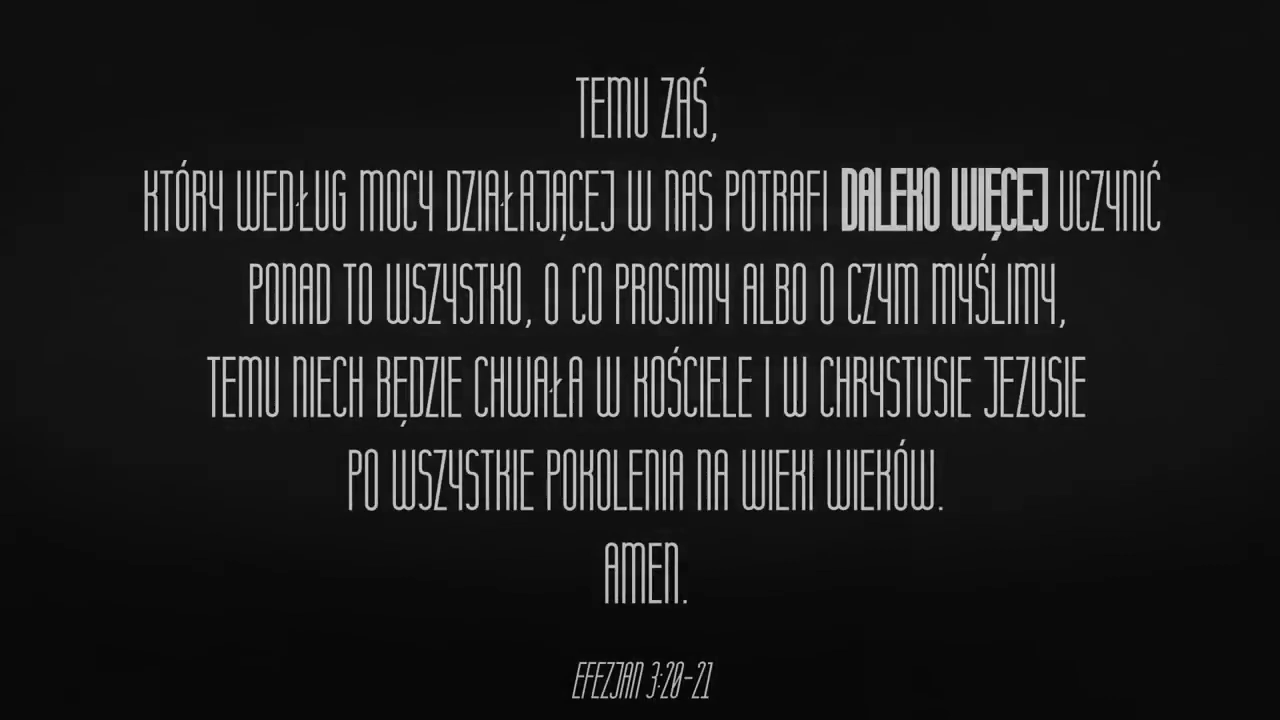 TEMU ZAŚ,
KTÓRY WEDŁUG MOCY DZIAŁAJĄCEJ W NAS POTRAFI DALEKO WIĘCEJ UCZYNIĆ
PONAD TO WSZYSTKO, O CO PROSIMY ALBO O CZYM MYŚLIMY,
TEMU NIECH BĘDZIE CHWAŁA W KOŚCIELE I W CHRYSTUSIE JEZUSIE
PO WSZYSTKIE POKOLENIA NA WIEKI WIEKÓW.
AMEN.
EFEZJAN 3:20-21